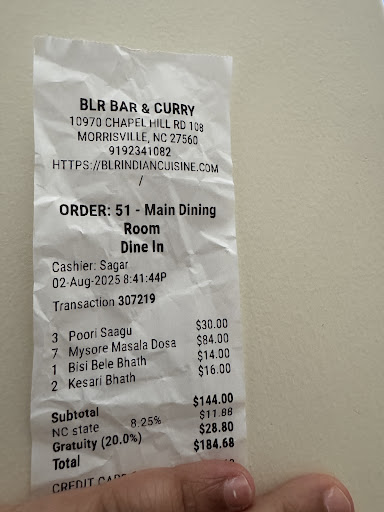 BLR BAR & CURRY
10970 CHAPEL HILL RD 108
MORRISVILLE, NC 27560
9192341082
HTTPS://BLRINDIANCUISINE.COM
/
ORDER: 51 - Main Dining
Room
Dine In
Cashier: Sagar
02-Aug-2025 8:41:44P
Transaction 307219
3 Poori Saagu $30.00
7 Mysore Masala Dosa $84.00
1 Bisi Bele Bhath $14.00
2 Kesari Bhath $16.00
Subtotal $144.00
NC state 8.25% $11.88
Gratuity (20.0%) $28.80
Total $184.68
CREDIT